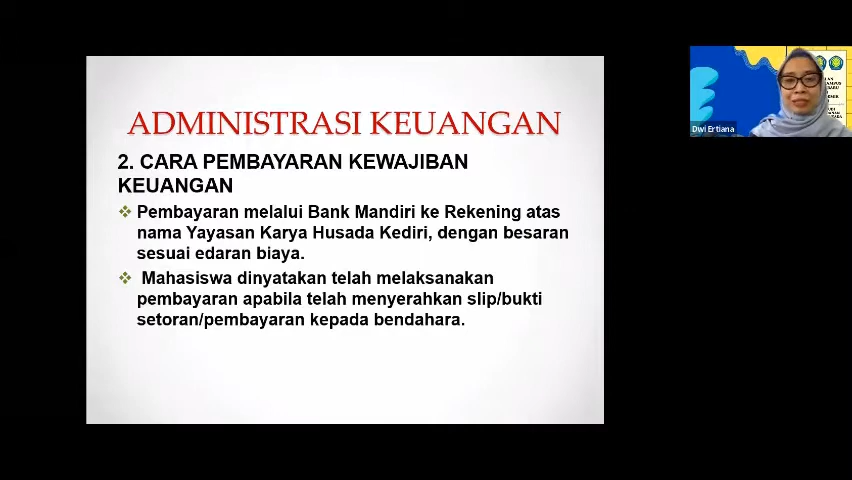 ADMINISTRASI KEUANGAN
2. CARA PEMBAYARAN KEWAJIBAN
KEUANGAN
Pembayaran melalui Bank Mandiri ke Rekening atas
nama Yayasan Karya Husada Kediri, dengan besaran
sesuai edaran biaya.
Mahasiswa dinyatakan telah melaksanakan
pembayaran apabila telah menyerahkan slip/bukti
setoran/pembayaran kepada bendahara.
Dwi Ertiana